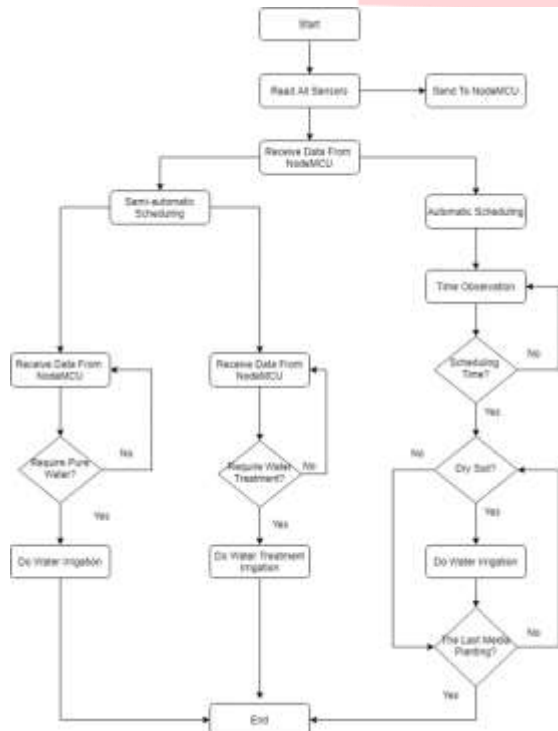 Start
Read All Sensors
Send To NodeMCU
Receive Data From
NodeMCU
Semi-automatic
Scheduling
Automatic Scheduling
Time Observation
Receive Data From
NodeMCU
Receive Data From
NodeMCU
Scheduling
Time?
No
Yes
Require Pure
Water?
No
Require Water
Treatment?
No
No
Dry Soil?
Yes
Yes
Yes
Do Water Irrigation
Do Water Treatment
Irrigation
Do Water Irrigation
The Last Media
Planting?
No
Yes
End